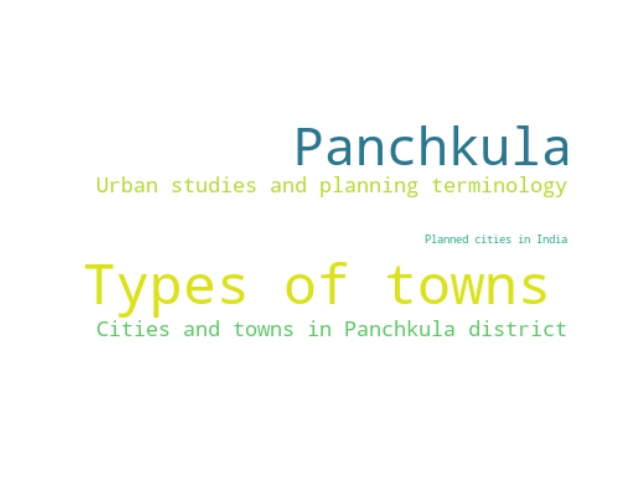 Panchkula
Urban studies and planning terminology
Planned cities in India
Types of towns
Cities and towns in Panchkula district